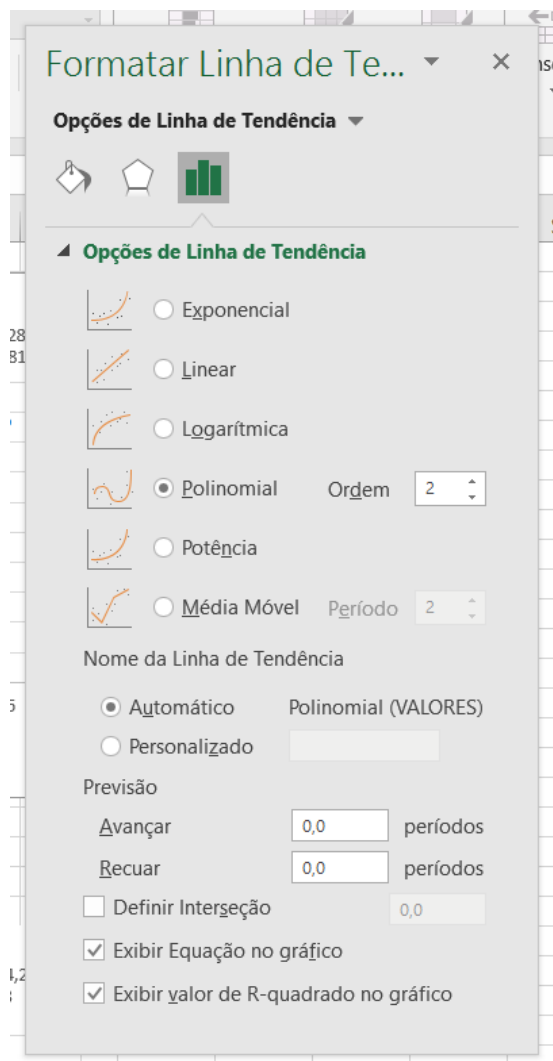 Formatar Linha de Te...
Opções de Linha de Tendência
Opções de Linha de Tendência
Exponencial
Linear
Logarítmica
Polinomial Ordem 2
Potência
Média Móvel Período 2
Nome da Linha de Tendência
Automático Polinomial (VALORES)
Personalizado
Previsão
Avançar 0,0 períodos
Recuar 0,0 períodos
Definir Interseção 0,0
Exibir Equação no gráfico
Exibir valor de R-quadrado no gráfico
28
81